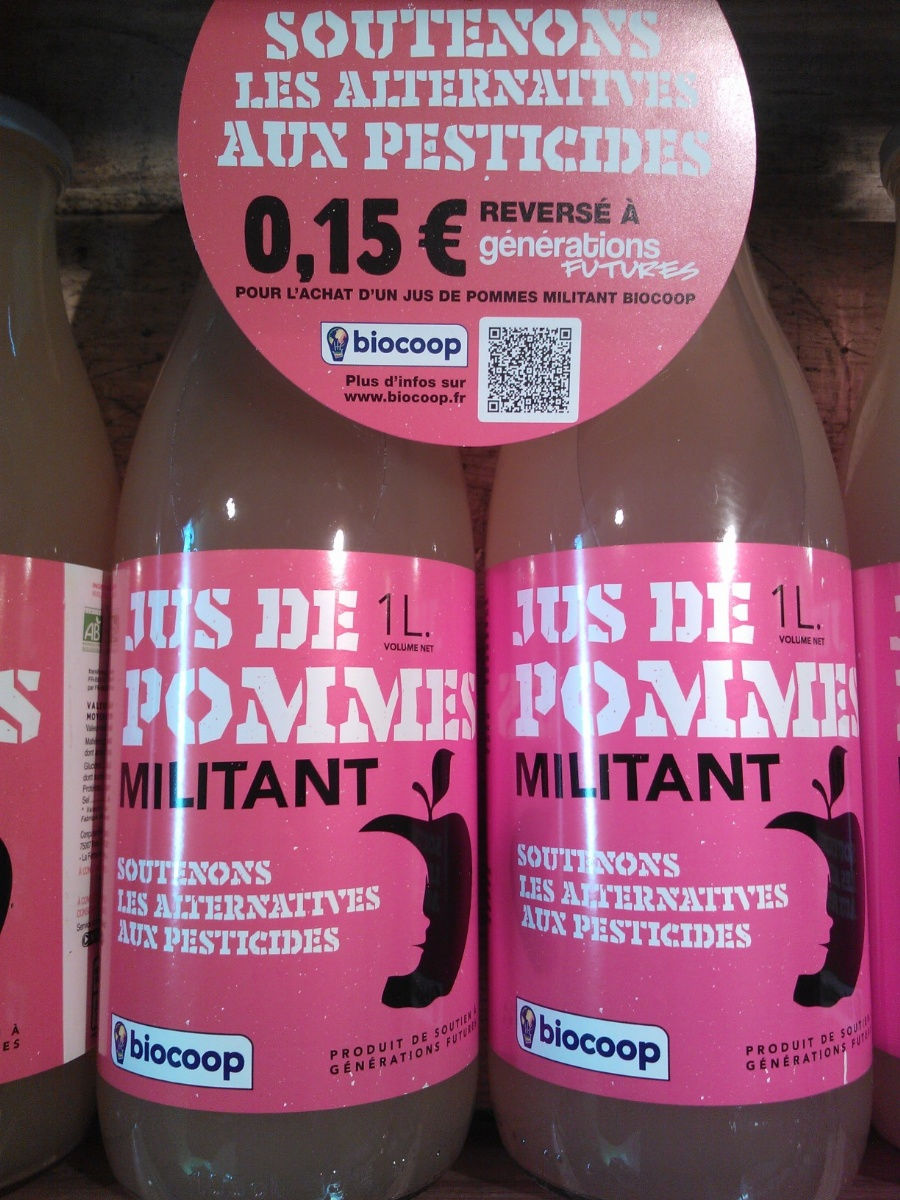 SOUTENONS
LES ALTERNATIVES
AUX PESTICIDES
0,15 € REVERSÉ À
générations
FUTURES
POUR L'ACHAT D'UN JUS DE POMMES MILITANT BIOCOOP
biocoop
Plus d'infos sur
www.biocoop.fr
JUS DE 1L.
VOLUME NET
POMMES
MILITANT
SOUTENONS
LES ALTERNATIVES
AUX PESTICIDES
biocoop
PRODUIT DE SOUTIEN À
GÉNÉRATIONS FUTURES
JUS DE 1L.
VOLUME NET
POMMES
MILITANT
SOUTENONS
LES ALTERNATIVES
AUX PESTICIDES
biocoop
PRODUIT DE
GÉNÉRATIONS
S
À
ES
AB